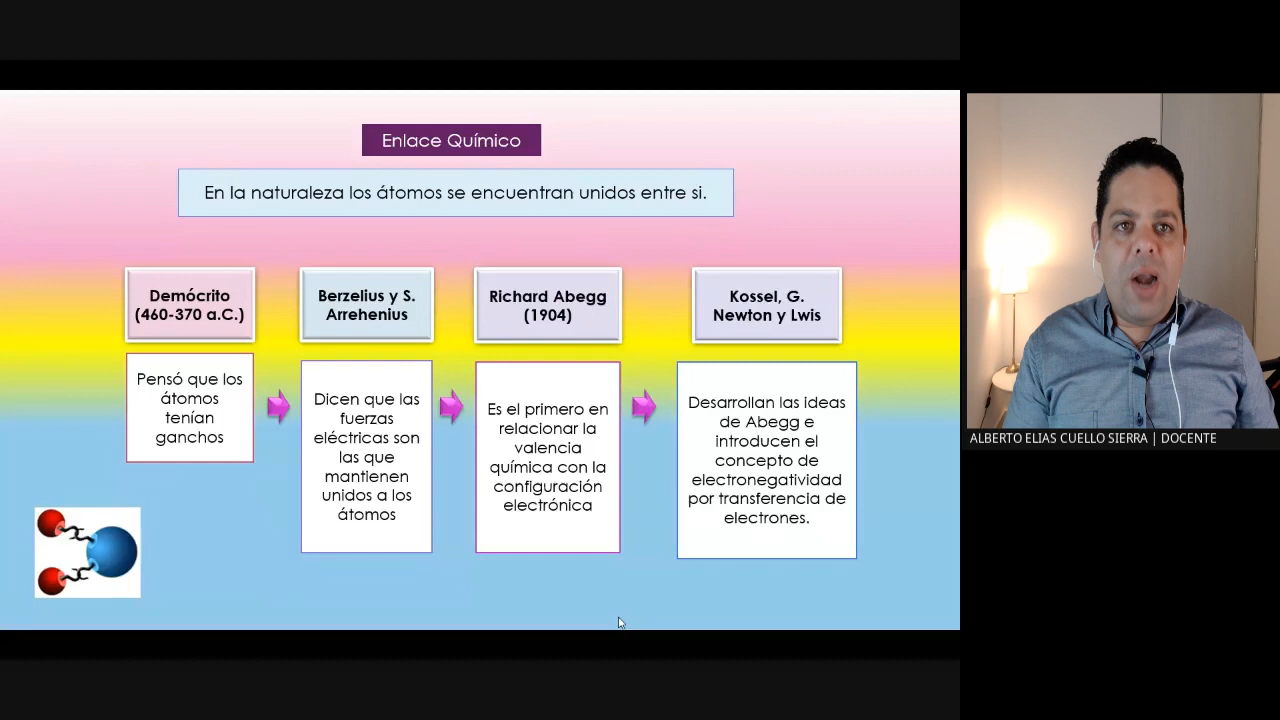 Enlace Químico
En la naturaleza los átomos se encuentran unidos entre si.
Demócrito
(460-370 a.C.)
Pensó que los
átomos
tenían
ganchos
Berzelius y S.
Arrehenius
Dicen que las
fuerzas
eléctricas son
las que
mantienen
unidos a los
átomos
Richard Abegg
(1904)
Es el primero en
relacionar la
valencia
química con la
configuración
electrónica
Kossel, G.
Newton y Lwis
Desarrollan las ideas
de Abegg e
introducen el
concepto de
electronegatividad
por transferencia de
electrones.
ALBERTO ELIAS CUELLO SIERRA | DOCENTE